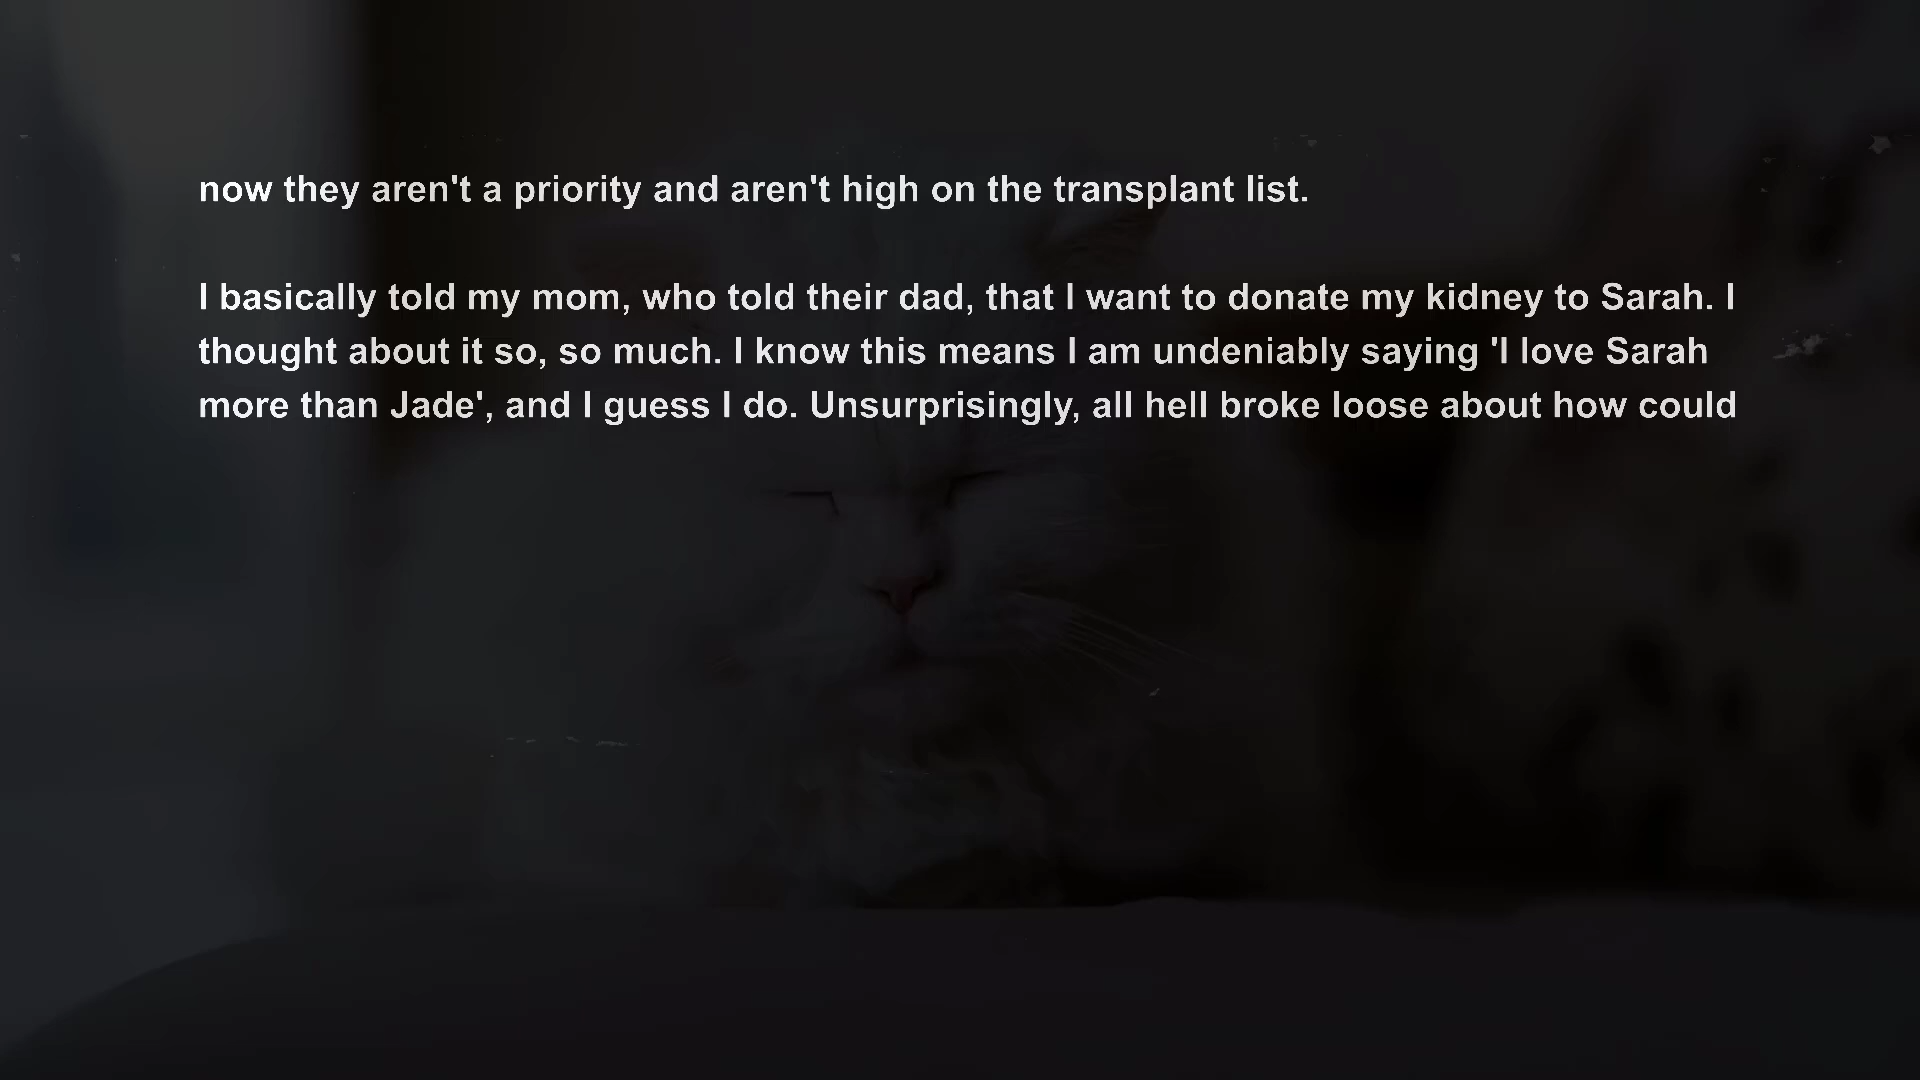 now they aren't a priority and aren't high on the transplant list.
I basically told my mom, who told their dad, that I want to donate my kidney to Sarah. I
thought about it so, so much. I know this means I am undeniably saying 'I love Sarah
more than Jade', and I guess I do. Unsurprisingly, all hell broke loose about how could